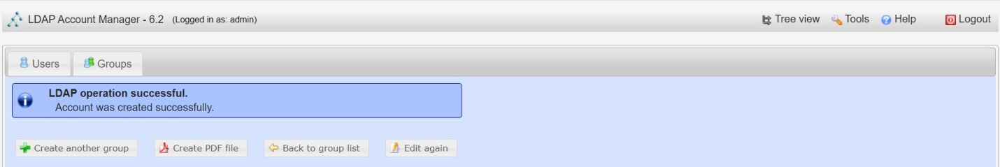 LDAP Account Manager - 6.2 (Logged in as: admin) Tree view Tools Help Logout
Users Groups
LDAP operation successful.
Account was created successfully.
Create another group Create PDF file Back to group list Edit again